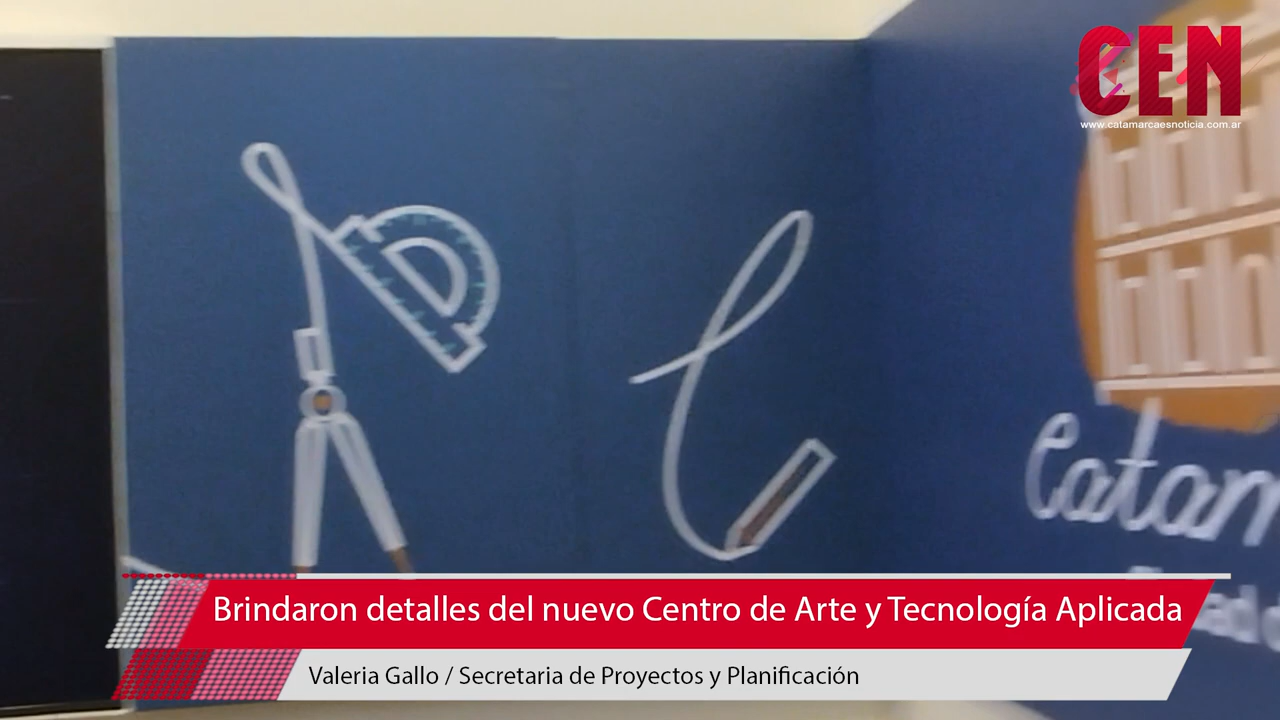 CEN
www.catamarcaesnoticia.com.ar
Catam
Brindaron detalles del nuevo Centro de Arte y Tecnología Aplicada
Valeria Gallo / Secretaria de Proyectos y Planificación